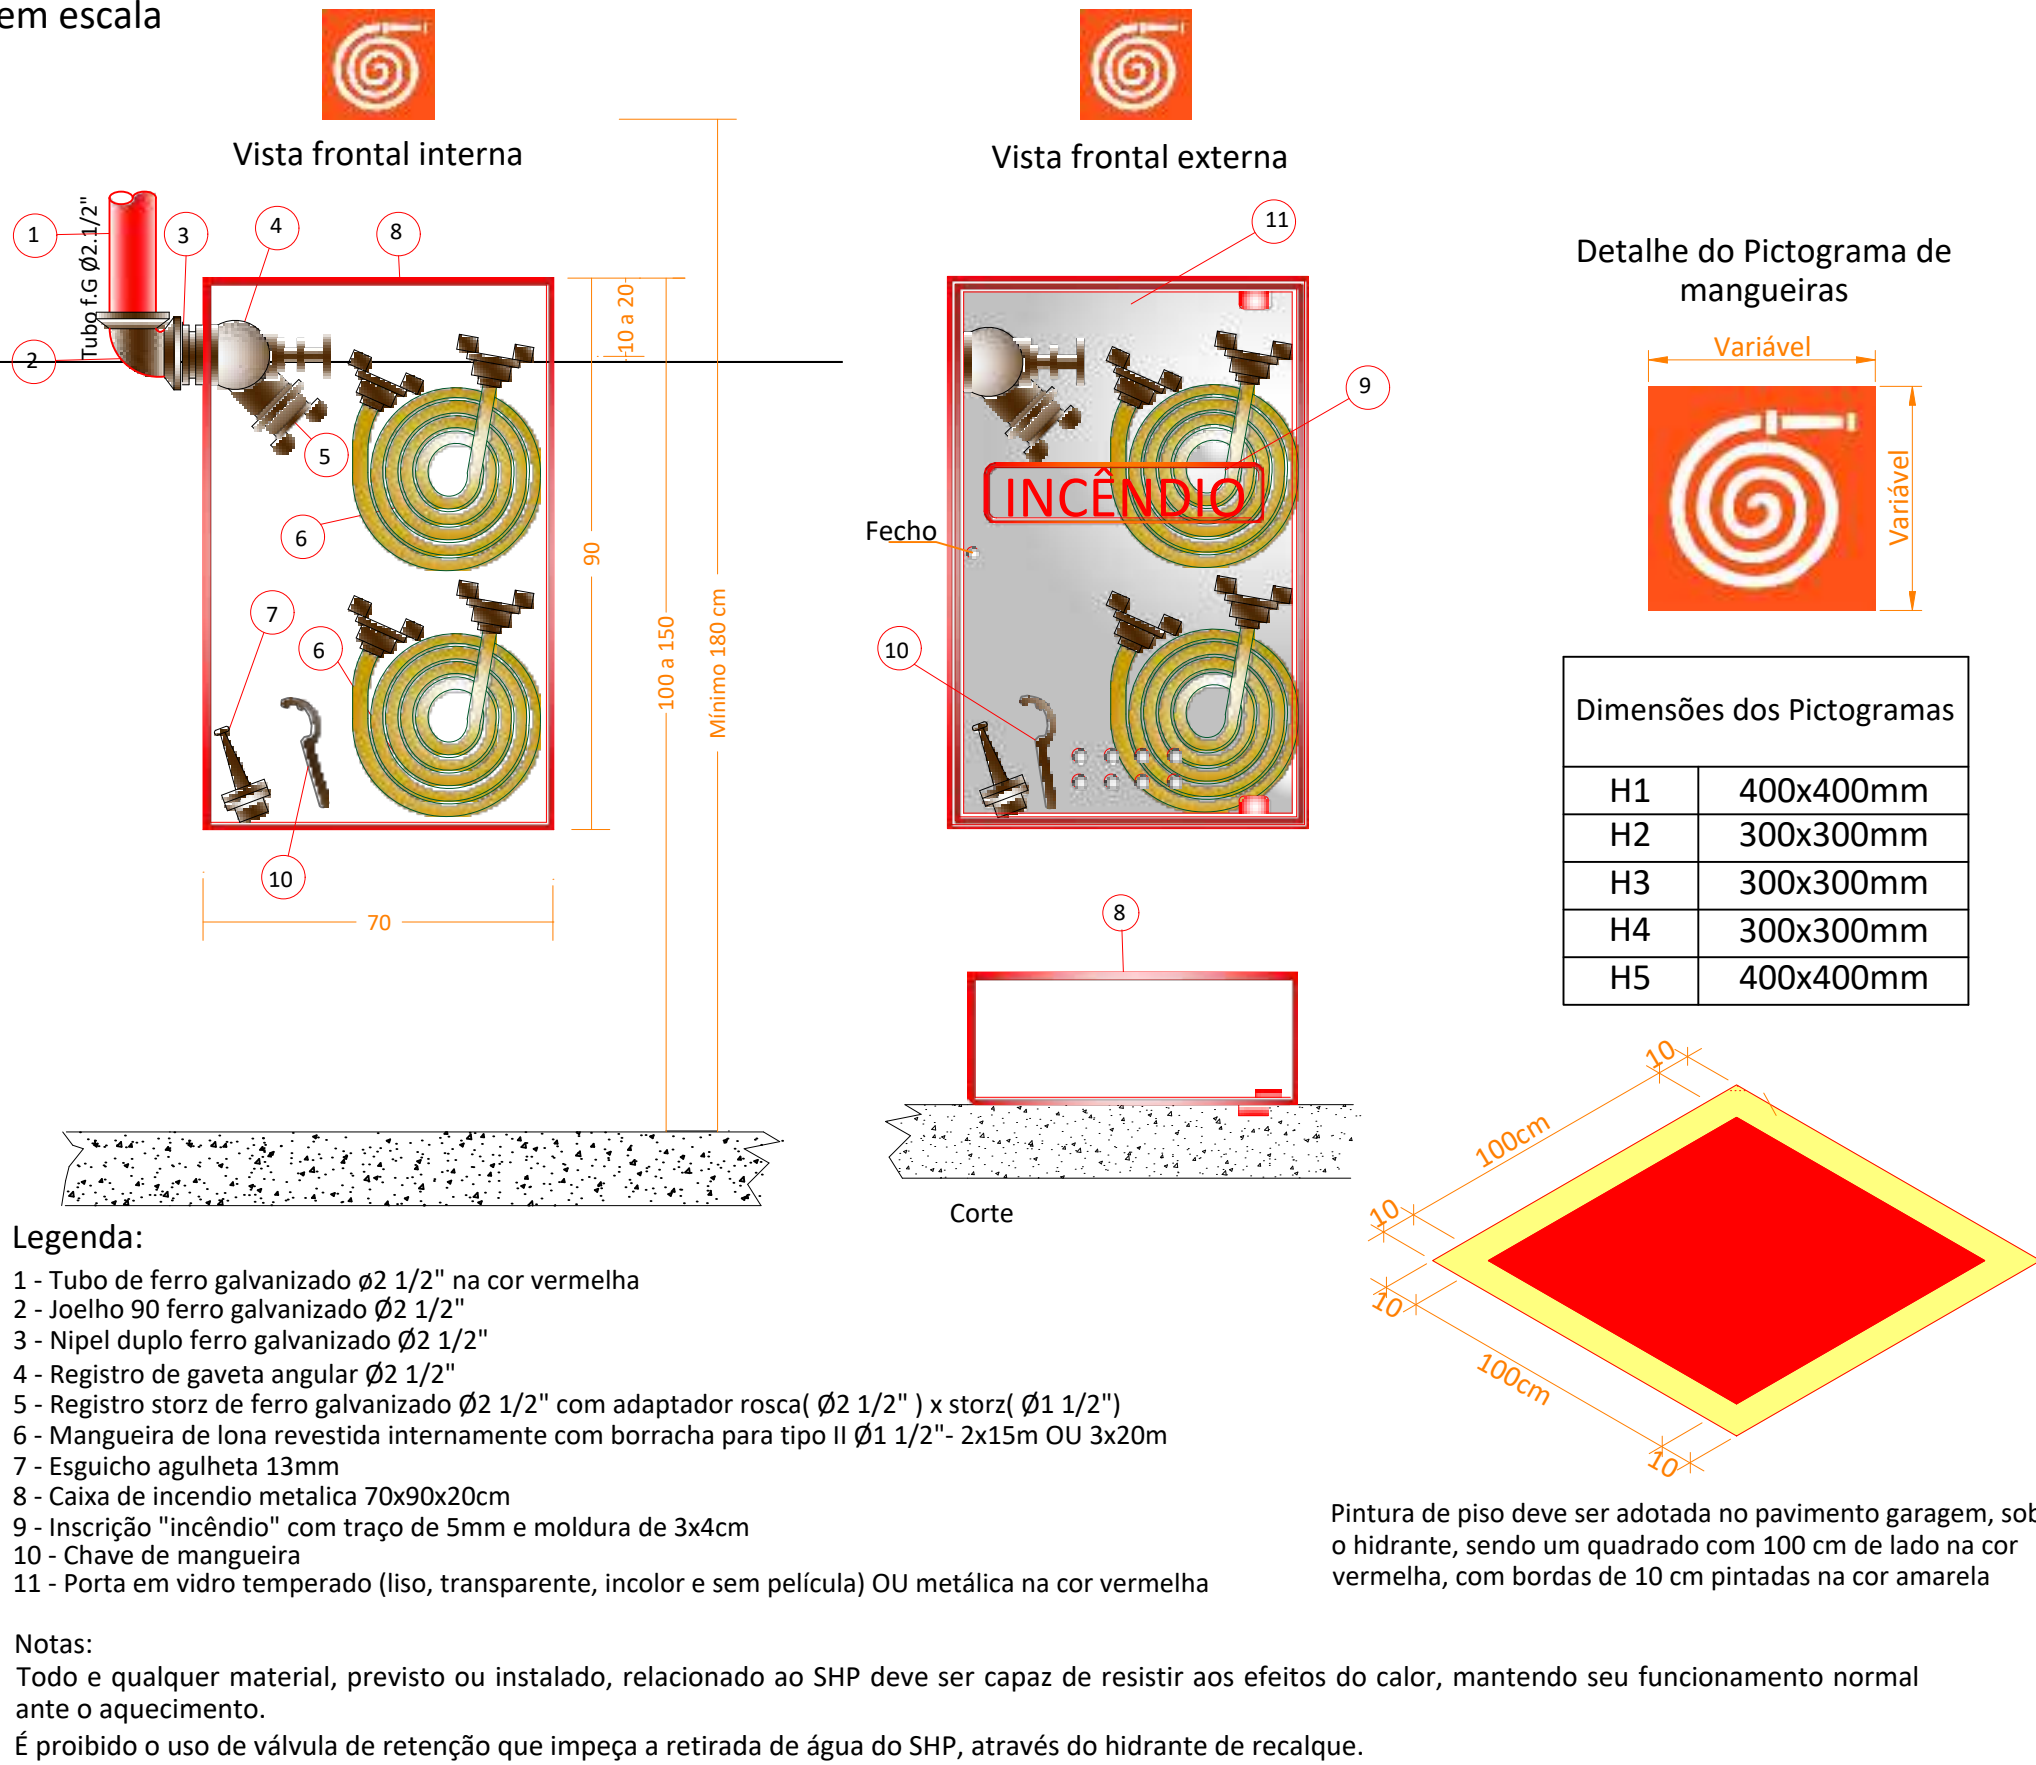 em escala
Vista frontal interna
Vista frontal externa
1
Tubo f.G Ø2.1/2"
3
4
8
2
5
6
7
6
10
10 a 20
90
100 a 150
Mínimo 180 cm
70
11
9
INCÊNDIO
Fecho
10
8
Corte
Detalhe do Pictograma de
mangueiras
Variável
Variável
Dimensões dos Pictogramas
H1 400x400mm
H2 300x300mm
H3 300x300mm
H4 300x300mm
H5 400x400mm
10
100cm
10
10
100cm
10
Pintura de piso deve ser adotada no pavimento garagem, sob
o hidrante, sendo um quadrado com 100 cm de lado na cor
vermelha, com bordas de 10 cm pintadas na cor amarela
Legenda:
1 - Tubo de ferro galvanizado ø2 1/2" na cor vermelha
2 - Joelho 90 ferro galvanizado Ø2 1/2"
3 - Nipel duplo ferro galvanizado Ø2 1/2"
4 - Registro de gaveta angular Ø2 1/2"
5 - Registro storz de ferro galvanizado Ø2 1/2" com adaptador rosca( Ø2 1/2" ) x storz( Ø1 1/2")
6 - Mangueira de lona revestida internamente com borracha para tipo II Ø1 1/2"- 2x15m OU 3x20m
7 - Esguicho agulheta 13mm
8 - Caixa de incendio metalica 70x90x20cm
9 - Inscrição "incêndio" com traço de 5mm e moldura de 3x4cm
10 - Chave de mangueira
11 - Porta em vidro temperado (liso, transparente, incolor e sem película) OU metálica na cor vermelha
Notas:
Todo e qualquer material, previsto ou instalado, relacionado ao SHP deve ser capaz de resistir aos efeitos do calor, mantendo seu funcionamento normal
ante o aquecimento.
É proibido o uso de válvula de retenção que impeça a retirada de água do SHP, através do hidrante de recalque.